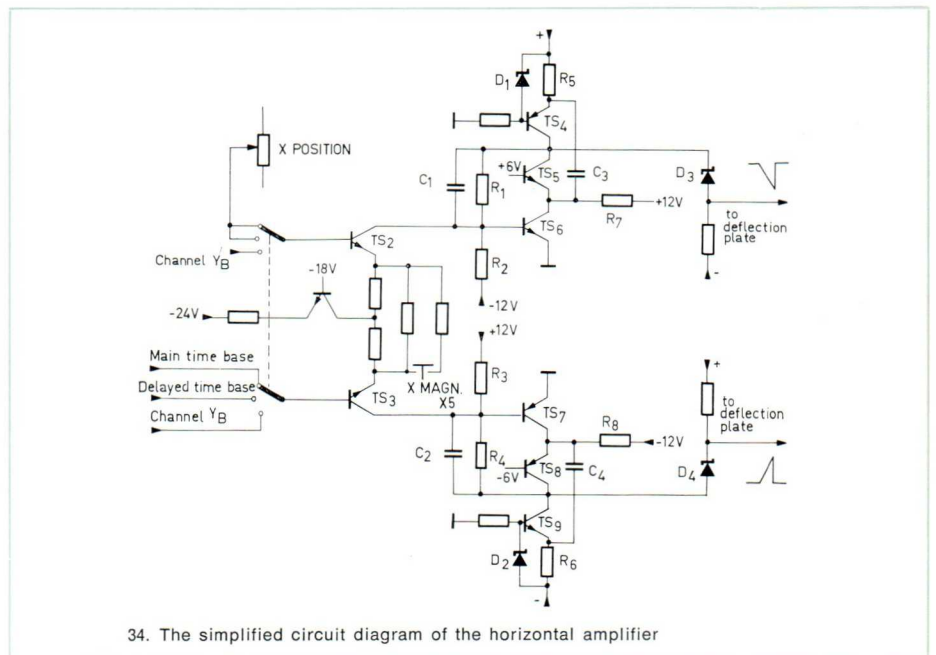 +
D1
R5
TS4
X POSITION
+6V
TS5
C3
D3
C1
R1
R7
+12V
TS6
to
deflection
plate
TS2
Channel Y'B
R2
-18V
-12V
-
-24V
+12V
Main time base
R3
+
Delayed time base
X MAGN.
X5
TS3
TS7
to
deflection
plate
Channel YB
R8
-12V
C2
R4
TS8
C4
D4
-6V
TS9
D2
R6
-
34. The simplified circuit diagram of the horizontal amplifier